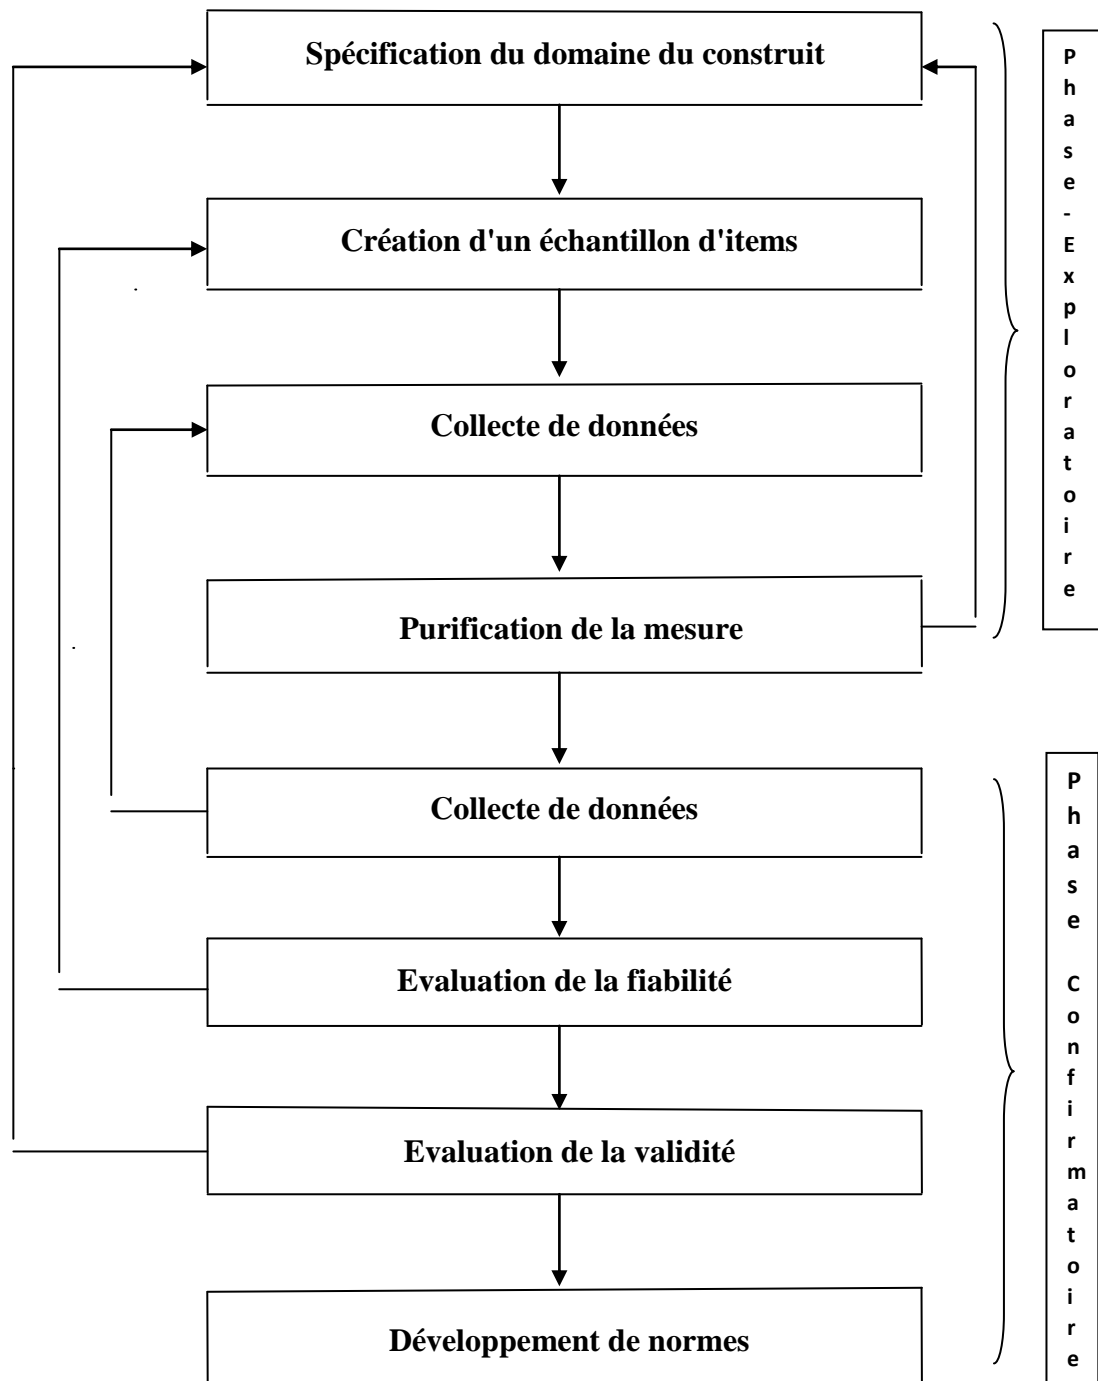 Spécification du domaine du construit
Création d'un échantillon d'items
Collecte de données
Purification de la mesure
Phase-Exploratoire
Collecte de données
Evaluation de la fiabilité
Evaluation de la validité
Développement de normes
Phase Confirmatoire